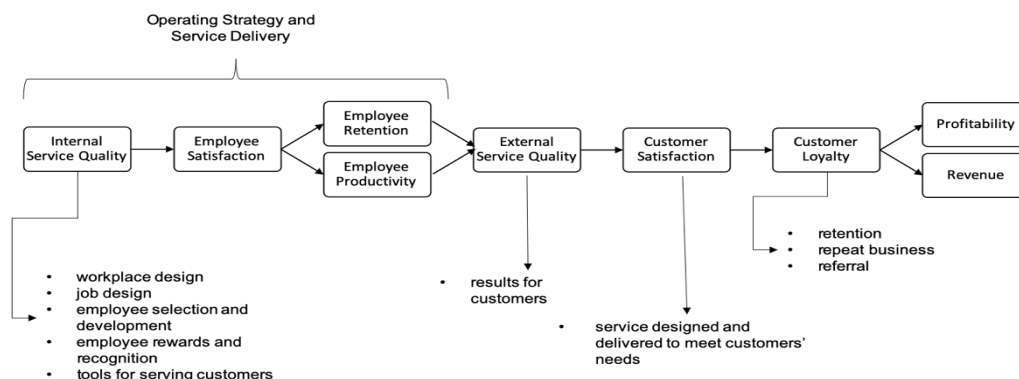 Operating Strategy and
Service Delivery
Internal
Service Quality
Employee
Satisfaction
Employee
Retention
Employee
Productivity
External
Service Quality
Customer
Satisfaction
Customer
Loyalty
Profitability
Revenue
• workplace design
• job design
• employee selection and
development
• employee rewards and
recognition
• tools for serving customers
• results for
customers
• service designed and
delivered to meet customers’
needs
• retention
• repeat business
• referral